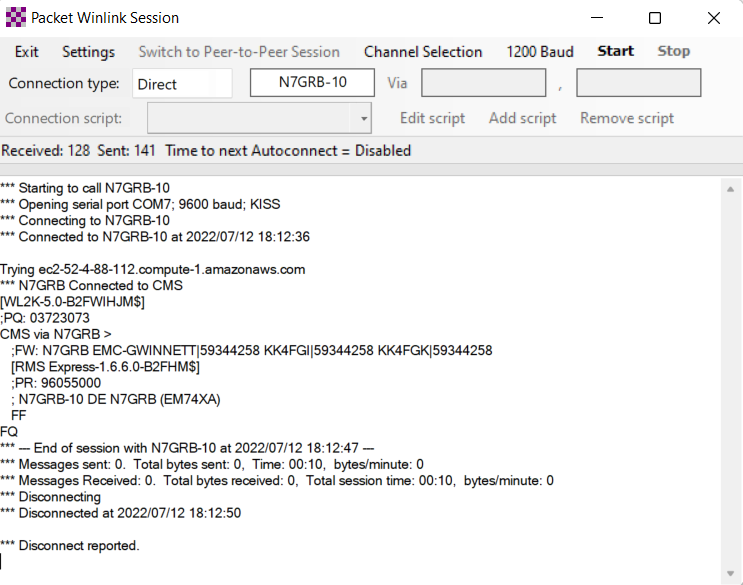 Packet Winlink Session
Exit Settings Switch to Peer-to-Peer Session Channel Selection 1200 Baud Start Stop
Connection type: Direct N7GRB-10 Via ,
Connection script: Edit script Add script Remove script
Received: 128 Sent: 141 Time to next Autoconnect = Disabled
*** Starting to call N7GRB-10
*** Opening serial port COM7; 9600 baud; KISS
*** Connecting to N7GRB-10
*** Connected to N7GRB-10 at 2022/07/12 18:12:36
Trying ec2-52-4-88-112.compute-1.amazonaws.com
*** N7GRB Connected to CMS
[WL2K-5.0-B2FWIHJM$]
;PQ: 03723073
CMS via N7GRB >
;FW: N7GRB EMC-GWINNETT|59344258 KK4FGI|59344258 KK4FGK|59344258
[RMS Express-1.6.6.0-B2FHM$]
;PR: 96055000
; N7GRB-10 DE N7GRB (EM74XA)
FF
FQ
*** --- End of session with N7GRB-10 at 2022/07/12 18:12:47 ---
*** Messages sent: 0. Total bytes sent: 0, Time: 00:10, bytes/minute: 0
*** Messages Received: 0. Total bytes received: 0, Total session time: 00:10, bytes/minute: 0
*** Disconnecting
*** Disconnected at 2022/07/12 18:12:50
*** Disconnect reported.